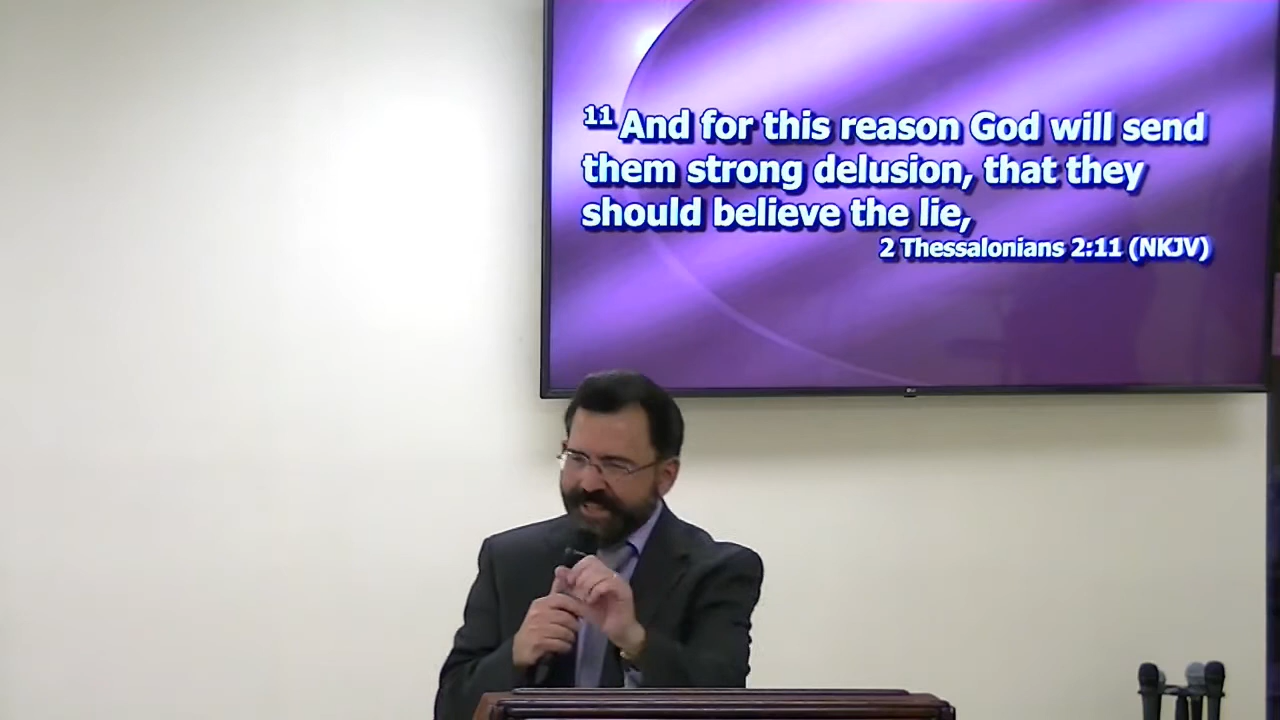 11 And for this reason God will send
them strong delusion, that they
should believe the lie,
2 Thessalonians 2:11 (NKJV)